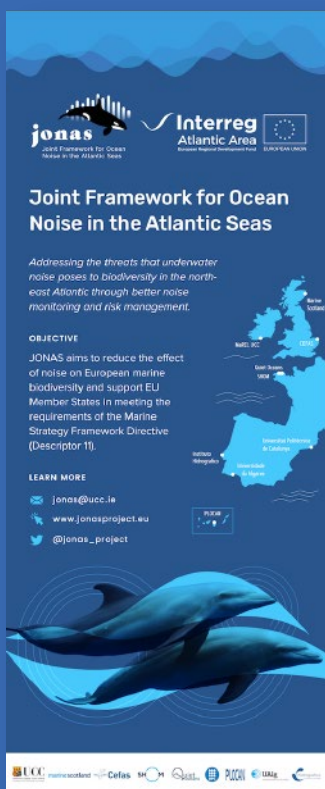 jonas
Joint Framework for Ocean
Noise in the Atlantic Seas
Interreg
Atlantic Area
European Regional Development Fund
EUROPEAN UNION
Joint Framework for Ocean
Noise in the Atlantic Seas
Addressing the threats that underwater
noise poses to biodiversity in the north-
east Atlantic through better noise
monitoring and risk management.
OBJECTIVE
JONAS aims to reduce the effect
of noise on European marine
biodiversity and support EU
Member States in meeting the
requirements of the Marine
Strategy Framework Directive
(Descriptor 11).
Marine
Scotland
MaREI, UCC
CEFAS
Quiet Oceans
SHOM
Universitat Politècnica
de Catalunya
Instituto
Hidrográfico
Universidade
do Algarve
PLOCAN
LEARN MORE
jonas@ucc.ie
www.jonasproject.eu
@jonas_project
UCC
marinescotland
Cefas
SHOM
Quiet
PLOCAN
UAlg